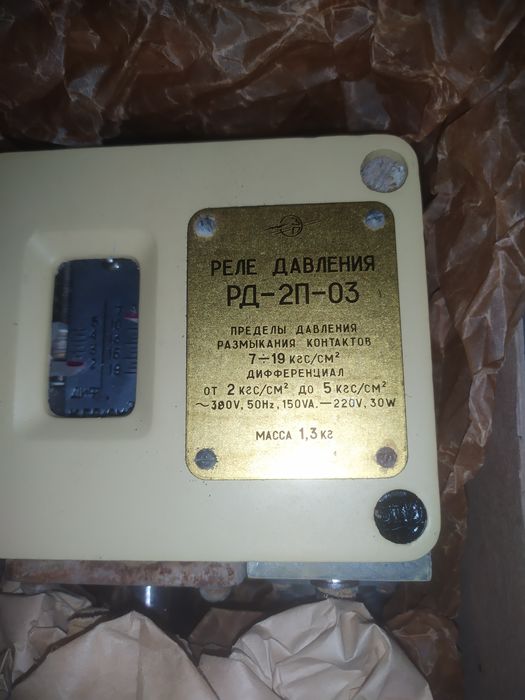 РЕЛЕ ДАВЛЕНИЯ
РД-2П-03
ПРЕДЕЛЫ ДАВЛЕНИЯ
РАЗМЫКАНИЯ КОНТАКТОВ
7÷19 кгс/см²
ДИФФЕРЕНЦИАЛ
ОТ 2 кгс/см² ДО 5 кгс/см²
~380V, 50Hz, 150VA. —220V, 30W
МАССА 1,3 кг